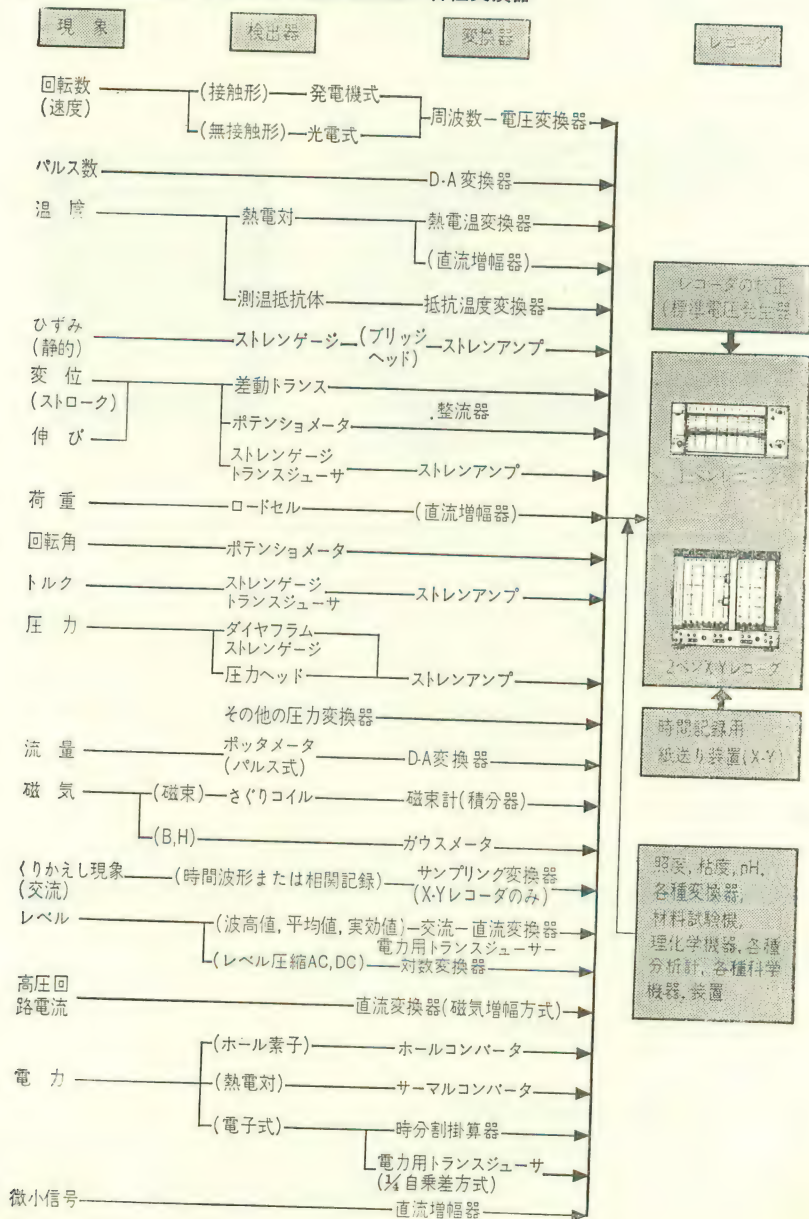 各種変換器
現象
検出器
変換器
レコーダ
回転数
(速度)
(接触形)
発電機式
(無接触形)
光電式
周波数－電圧変換器
パルス数
D-A変換器
温度
熱電対
熱電温変換器
(直流増幅器)
測温抵抗体
抵抗温度変換器
ひずみ
(静的)
ストレンゲージ
(ブリッジ
ヘッド)
ストレンアンプ
変位
(ストローク)
伸び
差動トランス
ポテンショメータ
整流器
ストレンゲージ
トランスジューサ
ストレンアンプ
荷重
ロードセル
(直流増幅器)
回転角
ポテンショメータ
トルク
ストレンゲージ
トランスジューサ
ストレンアンプ
圧力
ダイヤフラム
ストレンゲージ
圧力ヘッド
ストレンアンプ
その他の圧力変換器
流量
ポッタメータ
(パルス式)
D-A変換器
磁気
(磁束)
さぐりコイル
磁束計(積分器)
(B,H)
ガウスメータ
くりかえし現象
(交流)
(時間波形または相関記録)
サンプリング変換器
(X-Yレコーダのみ)
レベル
(波高値,平均値,実効値)
交流－直流変換器
電力用トランスジューサー
(レベル圧縮AC,DC)
対数変換器
高圧回
路電流
直流変換器(磁気増幅方式)
電力
(ホール素子)
ホールコンバータ
(熱電対)
サーマルコンバータ
(電子式)
時分割掛算器
電力用トランスジューサ
(¼自乗差方式)
微小信号
直流増幅器
レコーダの校正
(標準電圧発生器)
ペンレコーダ
2ペンX-Yレコーダ
時間記録用
紙送り装置(X-Y)
照度,粘度,pH,
各種変換器,
材料試験機,
理化学機器,各種
分析計,各種科学
機器,装置